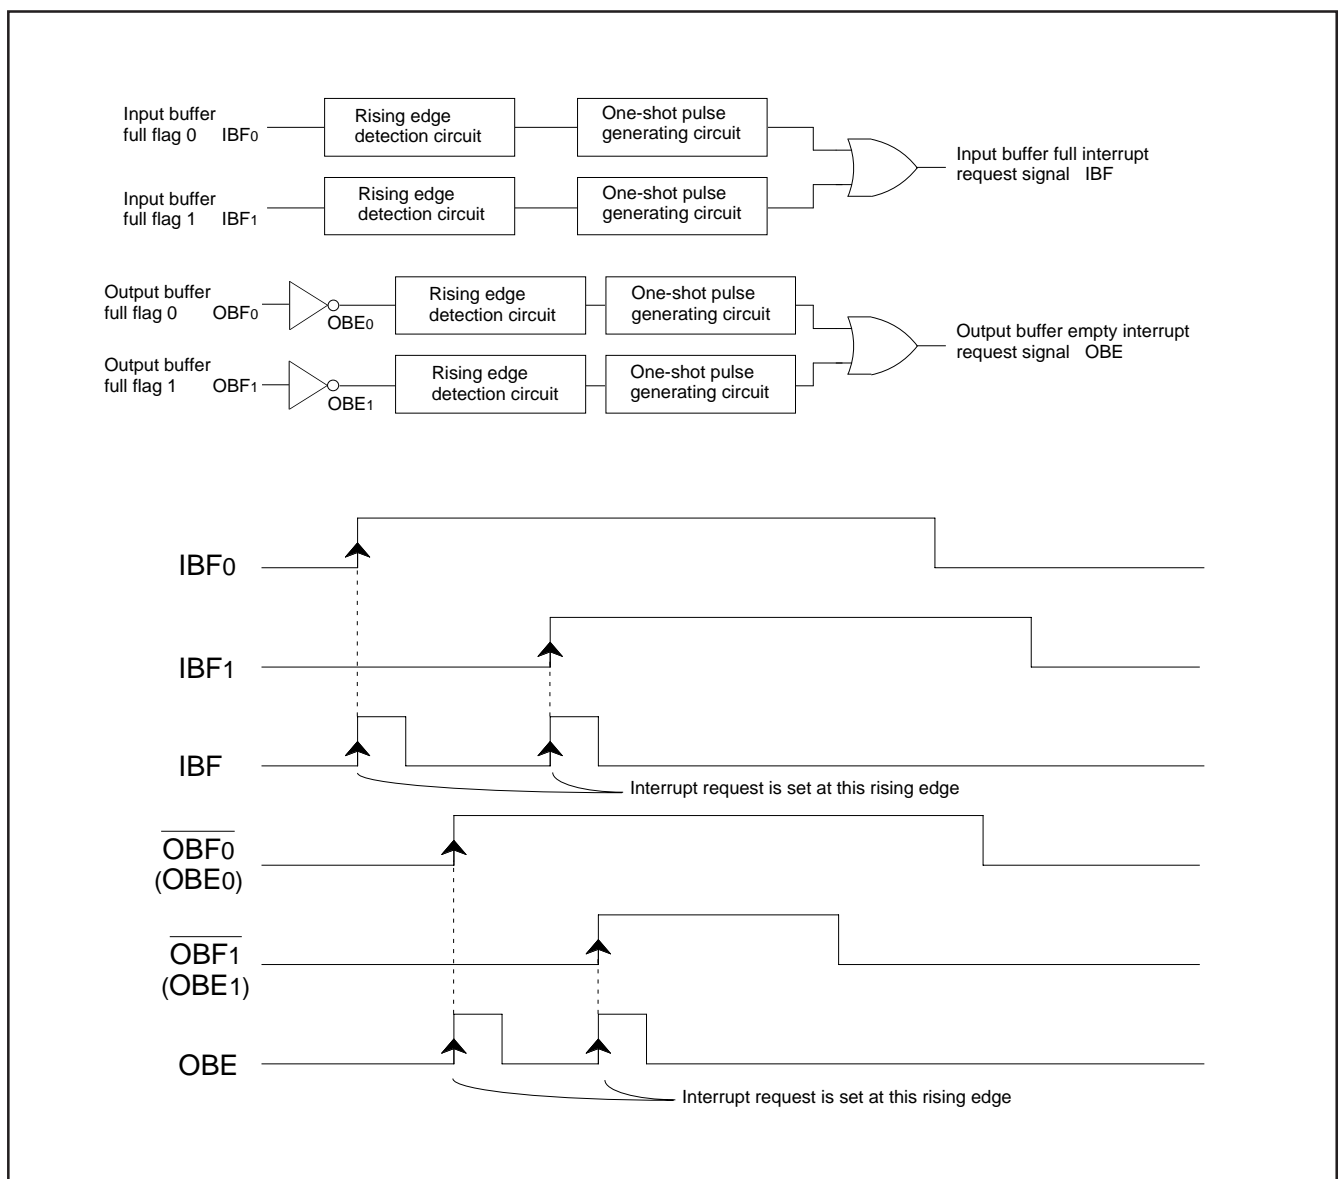 Input buffer
full flag 0 IBF0
Rising edge
detection circuit
One-shot pulse
generating circuit
Input buffer full interrupt
request signal IBF
Input buffer
full flag 1 IBF1
Rising edge
detection circuit
One-shot pulse
generating circuit
Output buffer
full flag 0 OBF0
OBE0
Rising edge
detection circuit
One-shot pulse
generating circuit
Output buffer empty interrupt
request signal OBE
Output buffer
full flag 1 OBF1
OBE1
Rising edge
detection circuit
One-shot pulse
generating circuit
IBF0
IBF1
IBF
Interrupt request is set at this rising edge
OBF0
(OBE0)
OBF1
(OBE1)
OBE
Interrupt request is set at this rising edge